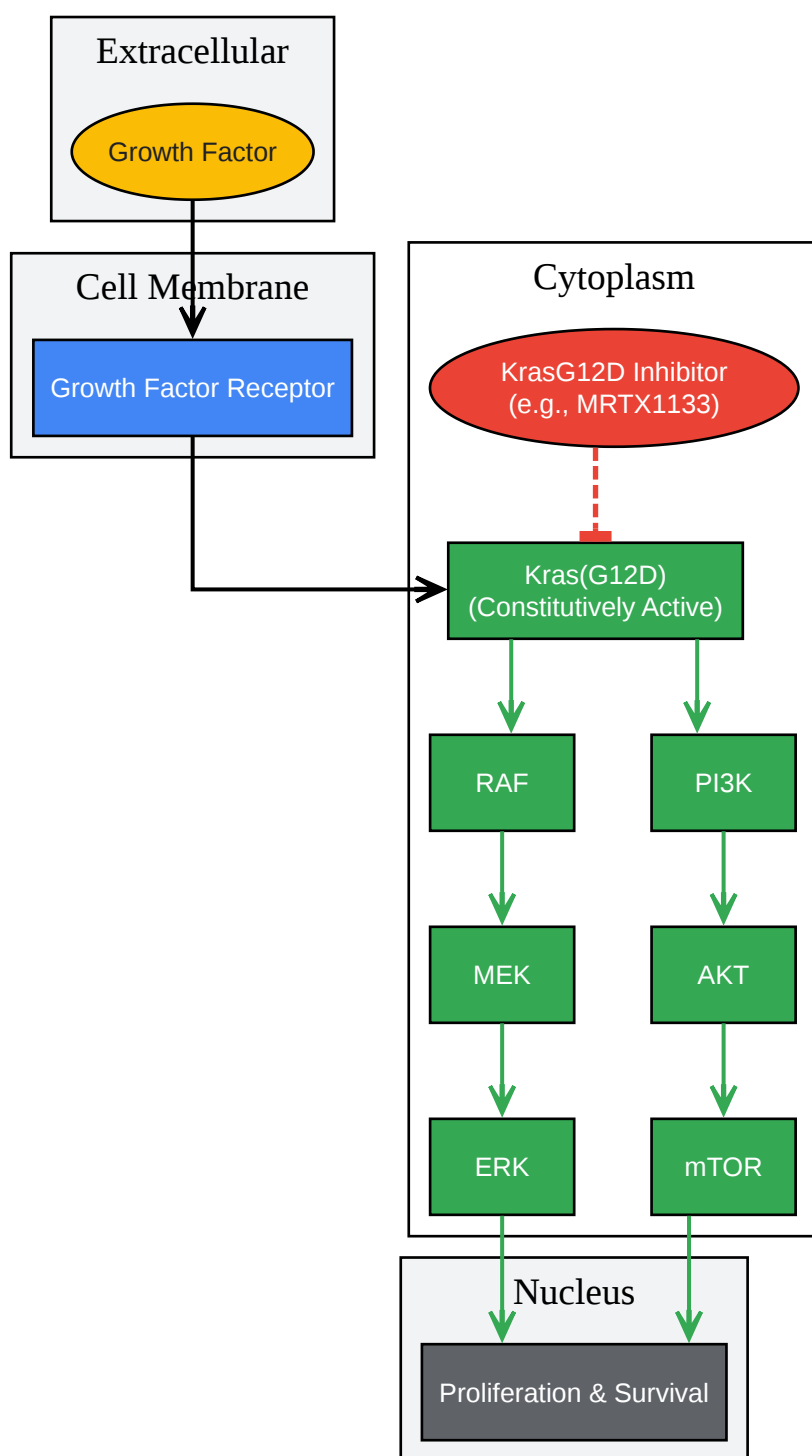 Extracellular
Growth Factor
Cell Membrane
Growth Factor Receptor
Cytoplasm
KrasG12D Inhibitor
(e.g., MRTX1133)
Kras(G12D)
(Constitutively Active)
RAF
PI3K
MEK
AKT
ERK
mTOR
Nucleus
Proliferation & Survival